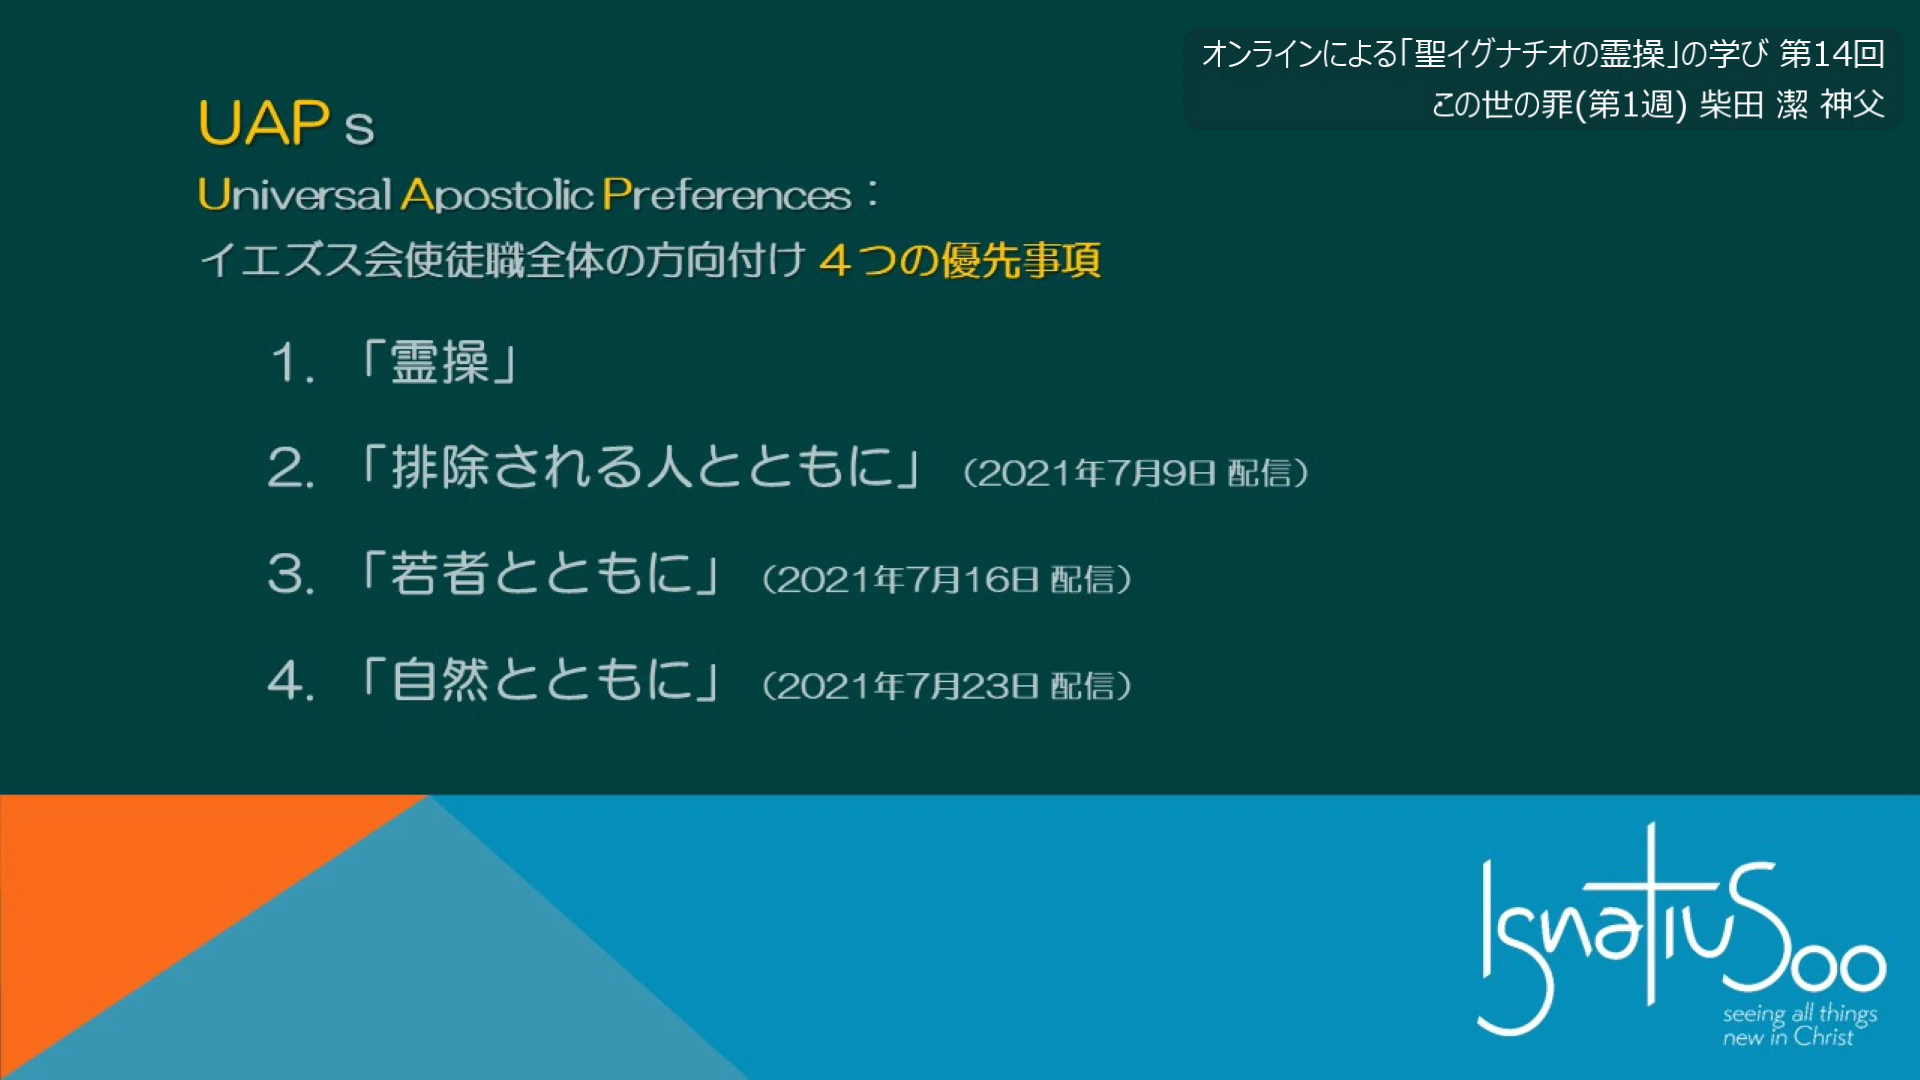 オンラインによる「聖イグナチオの霊操」の学び 第14回
この世の罪(第1週) 柴田 潔 神父
UAP s
Universal Apostolic Preferences：
イエズス会使徒職全体の方向付け ４つの優先事項
1. 「霊操」
2. 「排除される人とともに」 （2021年7月9日 配信）
3. 「若者とともに」 （2021年7月16日 配信）
4. 「自然とともに」 （2021年7月23日 配信）
IgnatiuSoo
seeing all things
new in Christ